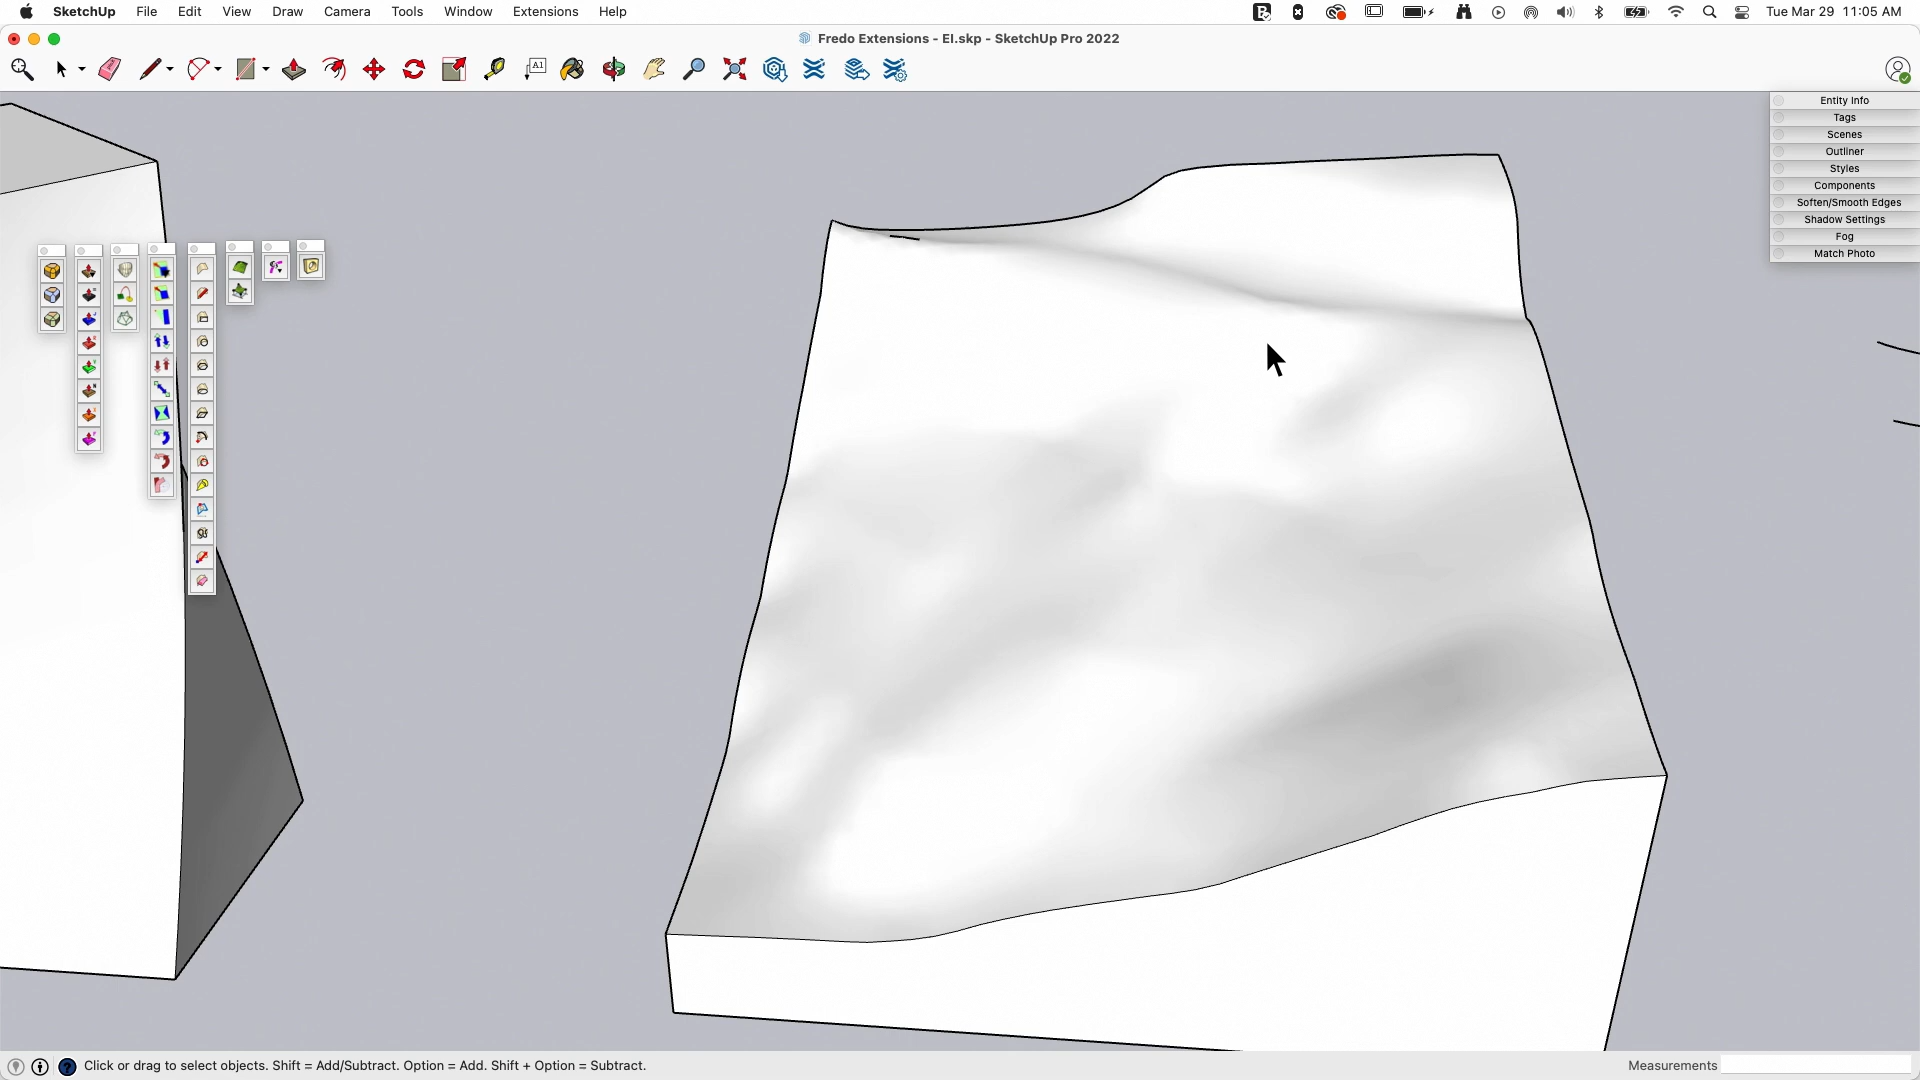 SketchUp File Edit View Draw Camera Tools Window Extensions Help Tue Mar 29 11:05 AM
Fredo Extensions - EI.skp - SketchUp Pro 2022
A1
Entity Info
Tags
Scenes
Outliner
Styles
Components
Soften/Smooth Edges
Shadow Settings
Fog
Match Photo
Click or drag to select objects. Shift = Add/Subtract. Option = Add. Shift + Option = Subtract.
Measurements